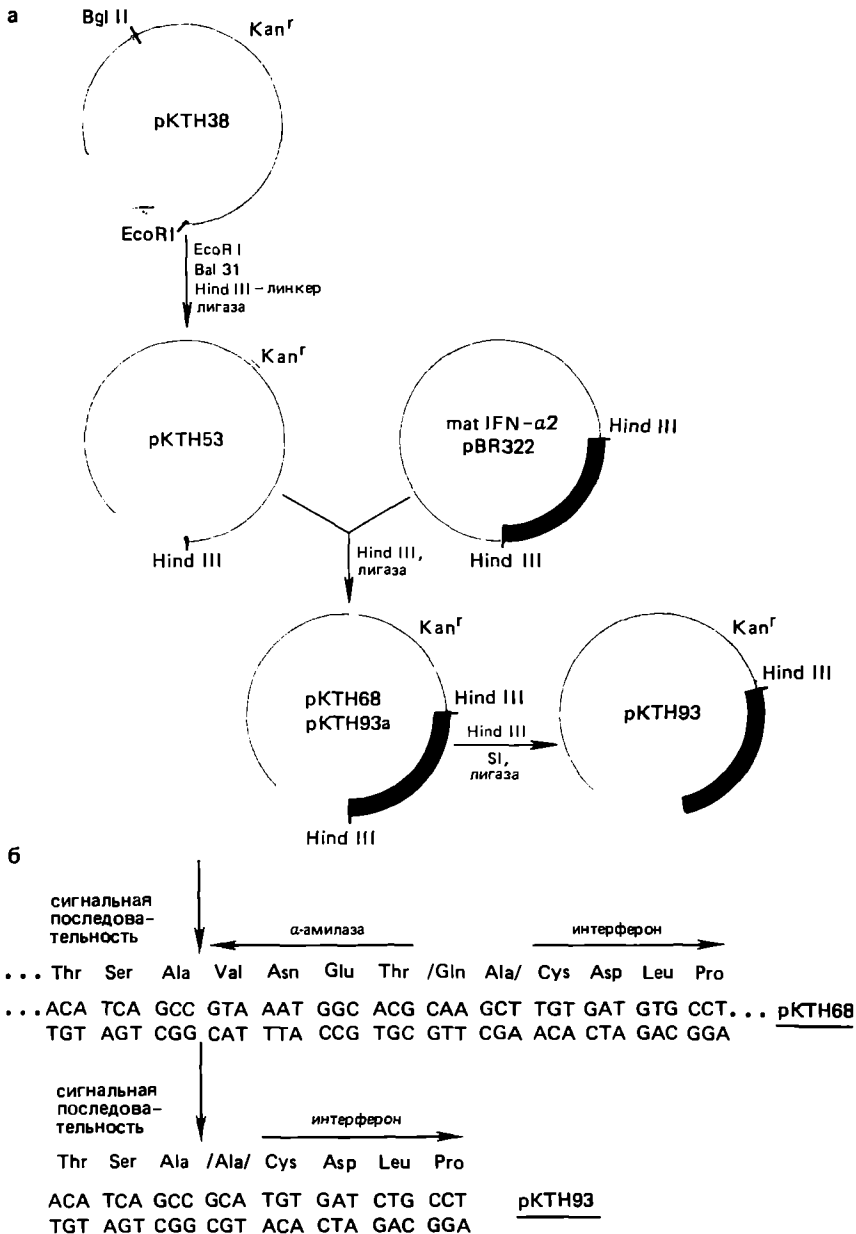 а
Bgl II
Kanʳ
pKTH38
EcoRI
EcoR I
Bal 31
Hind III – линкер
лигаза
Kanʳ
pKTH53
Hind III
mat IFN-α2
pBR322
Hind III
Hind III
Hind III,
лигаза
Kanʳ
pKTH68
pKTH93a
Hind III
Hind III
Hind III
SI,
лигаза
Kanʳ
Hind III
pKTH93
б
сигнальная
последова-
тельность
α-амилаза
интерферон
... Thr Ser Ala Val Asn Glu Thr /Gln Ala/ Cys Asp Leu Pro
...ACA TCA GCC GTA AAT GGC ACG CAA GCT TGT GAT GTG CCT... pKTH68
TGT AGT CGG CAT TTA CCG TGC GTT CGA ACA CTA GAC GGA
сигнальная
последова-
тельность
интерферон
Thr Ser Ala /Ala/ Cys Asp Leu Pro
ACA TCA GCC GCA TGT GAT CTG CCT pKTH93
TGT AGT CGG CGT ACA CTA GAC GGA